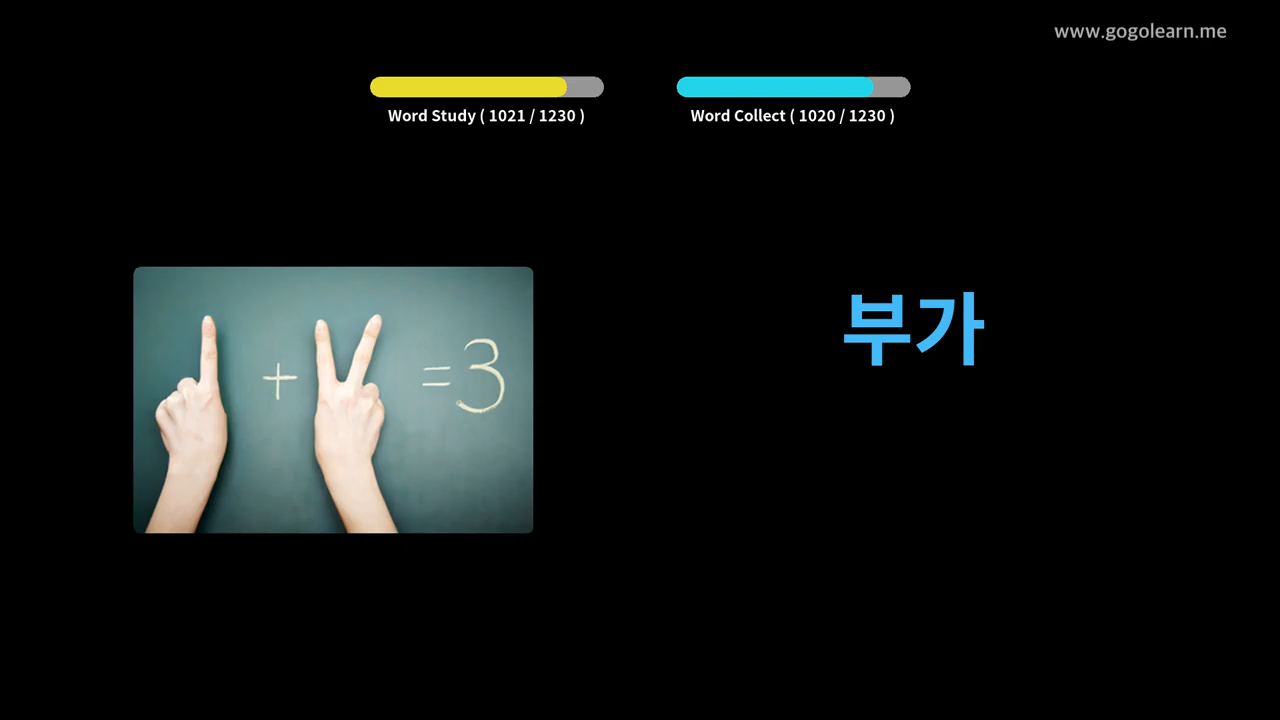 www.gogolearn.me
Word Study ( 1021 / 1230 )
Word Collect ( 1020 / 1230 )
+ = 3
부가